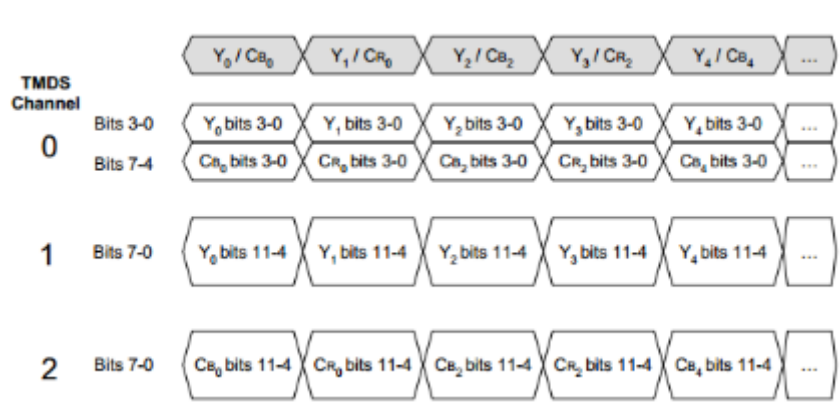 Y₀ / CB₀ Y₁ / CR₀ Y₂ / CB₂ Y₃ / CR₂ Y₄ / CB₄ ...
TMDS
Channel
0
Bits 3-0 Y₀ bits 3-0 Y₁ bits 3-0 Y₂ bits 3-0 Y₃ bits 3-0 Y₄ bits 3-0 ...
Bits 7-4 CB₀ bits 3-0 CR₀ bits 3-0 CB₂ bits 3-0 CR₂ bits 3-0 CB₄ bits 3-0 ...
1 Bits 7-0 Y₀ bits 11-4 Y₁ bits 11-4 Y₂ bits 11-4 Y₃ bits 11-4 Y₄ bits 11-4 ...
2 Bits 7-0 CB₀ bits 11-4 CR₀ bits 11-4 CB₂ bits 11-4 CR₂ bits 11-4 CB₄ bits 11-4 ...